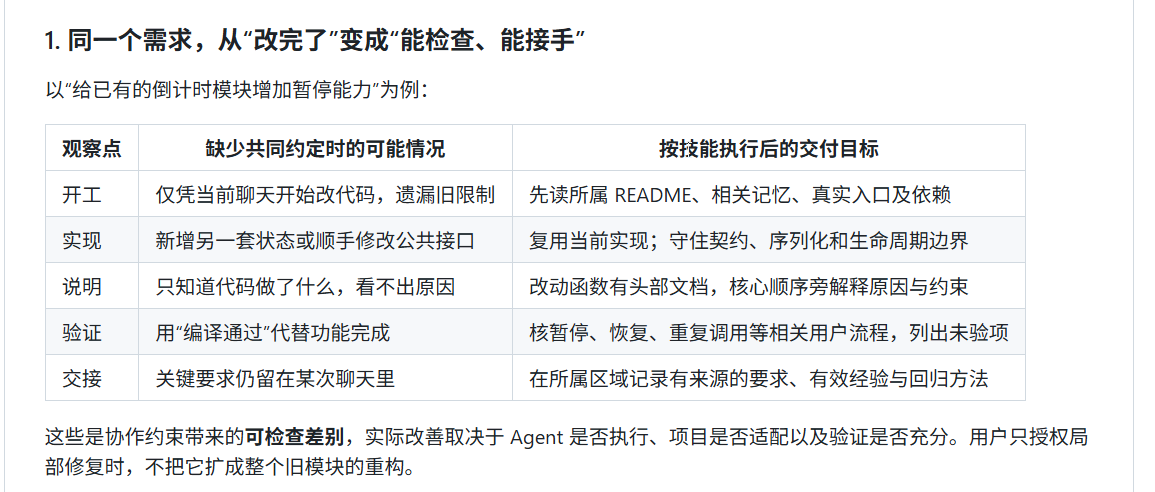 1. 同一个需求，从“改完了”变成“能检查、能接手”
以“给已有的倒计时模块增加暂停能力”为例：
观察点 缺少共同约定时的可能情况 按技能执行后的交付目标
开工 仅凭当前聊天开始改代码，遗漏旧限制 先读所属 README、相关记忆、真实入口及依赖
实现 新增另一套状态或顺手修改公共接口 复用当前实现；守住契约、序列化和生命周期边界
说明 只知道代码做了什么，看不出原因 改动函数有头部文档，核心顺序旁解释原因与约束
验证 用“编译通过”代替功能完成 核暂停、恢复、重复调用等相关用户流程，列出未验项
交接 关键要求仍留在某次聊天里 在所属区域记录有来源的要求、有效经验与回归方法
这些是协作约束带来的可检查差别，实际改善取决于 Agent 是否执行、项目是否适配以及验证是否充分。用户只授权局
部修复时，不把它扩成整个旧模块的重构。